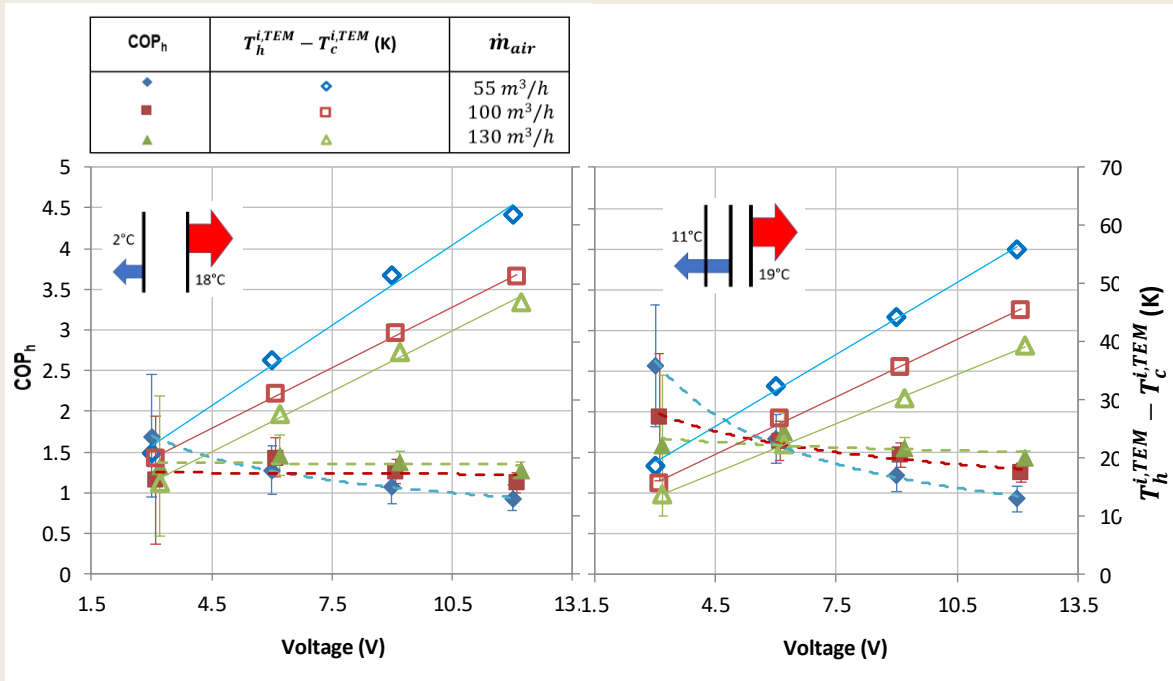 COPₕ T_h^{i,TEM} − T_c^{i,TEM} (K) ṁ_air
55 m³/h
100 m³/h
130 m³/h
5
4.5
4
3.5
3
2.5
2
1.5
1
0.5
0
COPₕ
2°C
18°C
1.5 4.5 7.5 10.5 13.
Voltage (V)
11°C
19°C
1.5 4.5 7.5 10.5 13.5
Voltage (V)
70
60
50
40
30
20
10
0
T_h^{i,TEM} − T_c^{i,TEM} (K)